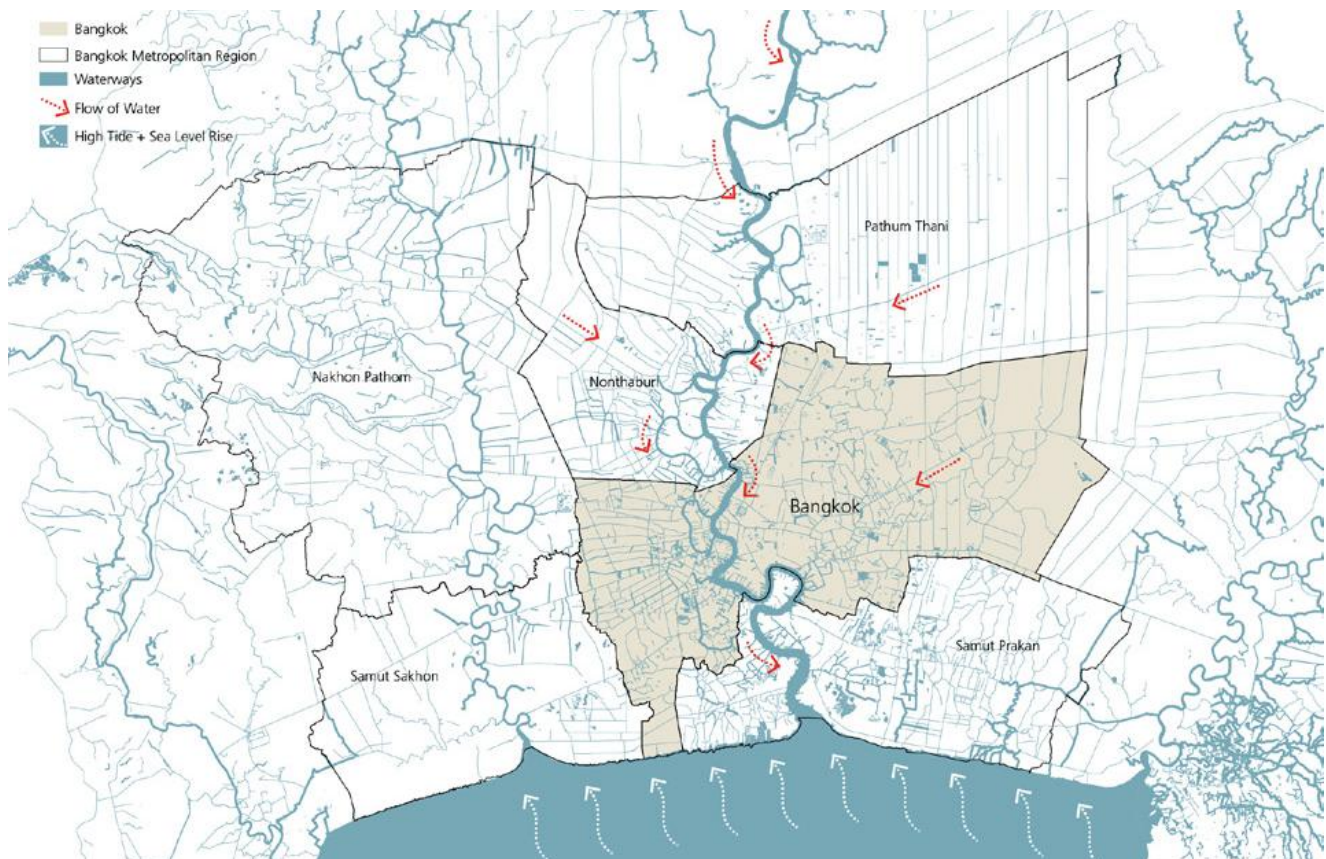 Bangkok
Bangkok Metropolitan Region
Waterways
Flow of Water
High Tide + Sea Level Rise
Pathum Thani
Nakhon Pathom
Nonthaburi
Bangkok
Samut Prakan
Samut Sakhon